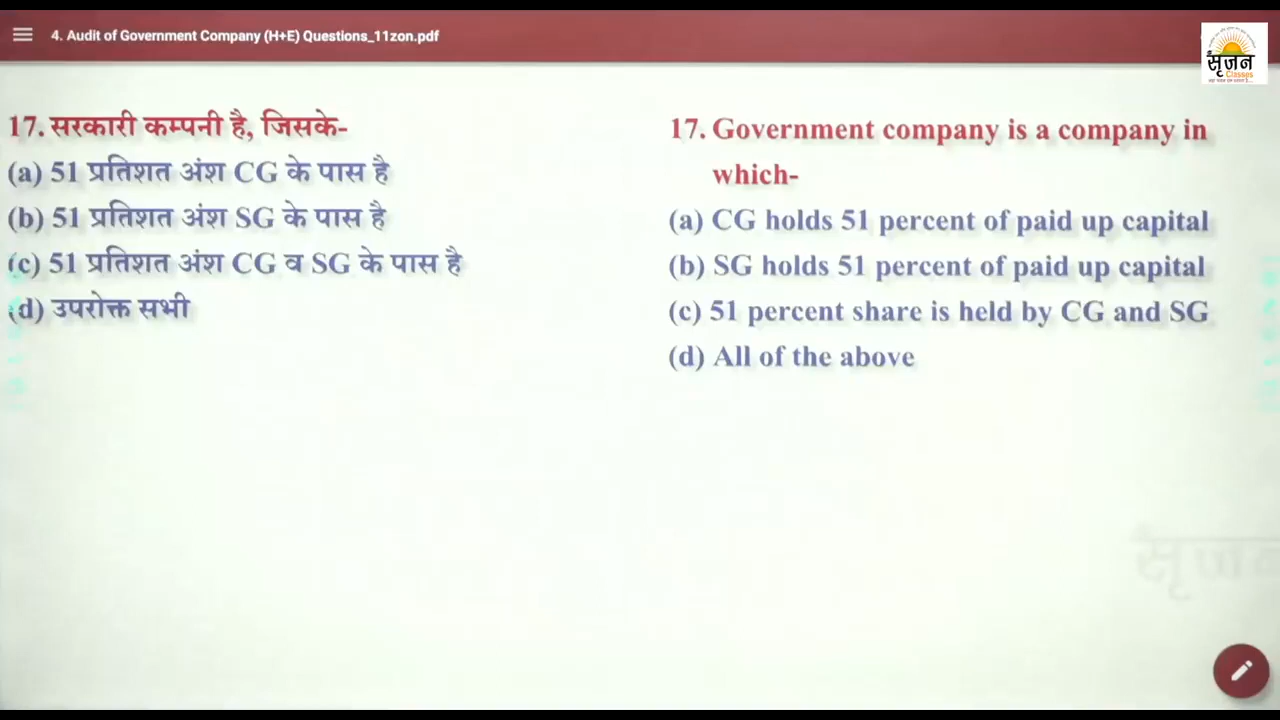 4. Audit of Government Company (H+E) Questions_11zon.pdf
सृजन
Classes
17. सरकारी कम्पनी है, जिसके-
(a) 51 प्रतिशत अंश CG के पास है
(b) 51 प्रतिशत अंश SG के पास है
(c) 51 प्रतिशत अंश CG व SG के पास है
(d) उपरोक्त सभी
17. Government company is a company in
which-
(a) CG holds 51 percent of paid up capital
(b) SG holds 51 percent of paid up capital
(c) 51 percent share is held by CG and SG
(d) All of the above